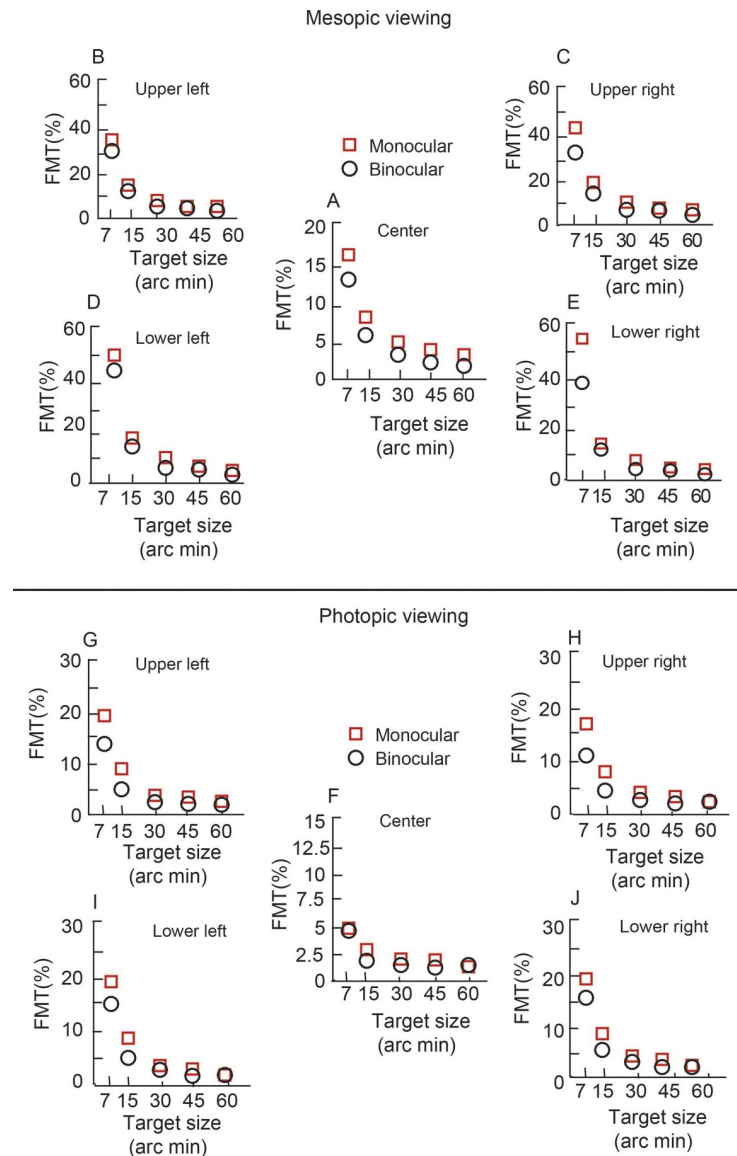 Mesopic viewing
B
Upper left
60
40
20
0
FMT(%)
7 15 30 45 60
Target size
(arc min)
C
Upper right
60
40
20
0
FMT(%)
7 15 30 45 60
Target size
(arc min)
Monocular
Binocular
A
Center
20
15
10
5
0
FMT(%)
7 15 30 45 60
Target size
(arc min)
D
Lower left
60
40
20
0
FMT(%)
7 15 30 45 60
Target size
(arc min)
E
Lower right
60
40
20
0
FMT(%)
7 15 30 45 60
Target size
(arc min)
Photopic viewing
G
Upper left
30
20
10
0
FMT(%)
7 15 30 45 60
Target size
(arc min)
H
Upper right
30
20
10
0
FMT(%)
7 15 30 45 60
Target size
(arc min)
Monocular
Binocular
F
Center
15
12.5
10
7.5
5
2.5
0
FMT(%)
7 15 30 45 60
Target size
(arc min)
I
Lower left
30
20
10
0
FMT(%)
7 15 30 45 60
Target size
(arc min)
J
Lower right
30
20
10
0
FMT(%)
7 15 30 45 60
Target size
(arc min)